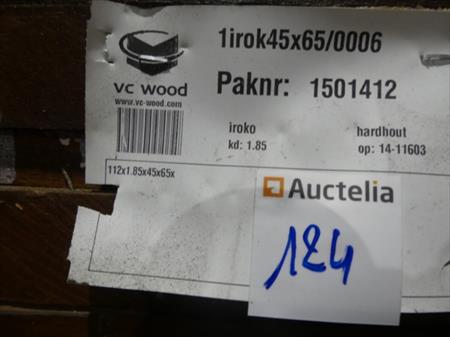 1irok45x65/0006
VC WOOD
www.vc-wood.com
Paknr: 1501412
iroko
kd: 1.85
hardhout
op: 14-11603
112x1.85x45x65x
Auctelia
124